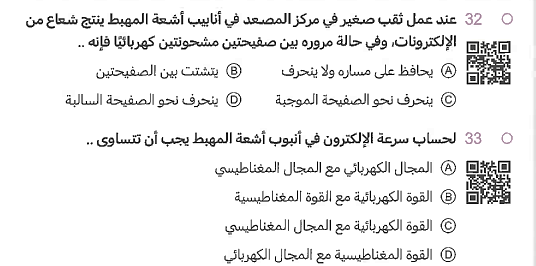 32 عند عمل ثقب صغير في مركز المصعد في أنابيب أشعة المهبط ينتج شعاع من
الإلكترونات، وفي حالة مروره بين صفيحتين مشحونتين كهربائيًا فإنه ..
A يحافظ على مساره ولا ينحرف B يتشتت بين الصفيحتين
C ينحرف نحو الصفيحة الموجبة D ينحرف نحو الصفيحة السالبة
33 لحساب سرعة الإلكترون في أنبوب أشعة المهبط يجب أن تتساوى ..
A المجال الكهربائي مع المجال المغناطيسي
B القوة الكهربائية مع القوة المغناطيسية
C القوة الكهربائية مع المجال المغناطيسي
D القوة المغناطيسية مع المجال الكهربائي